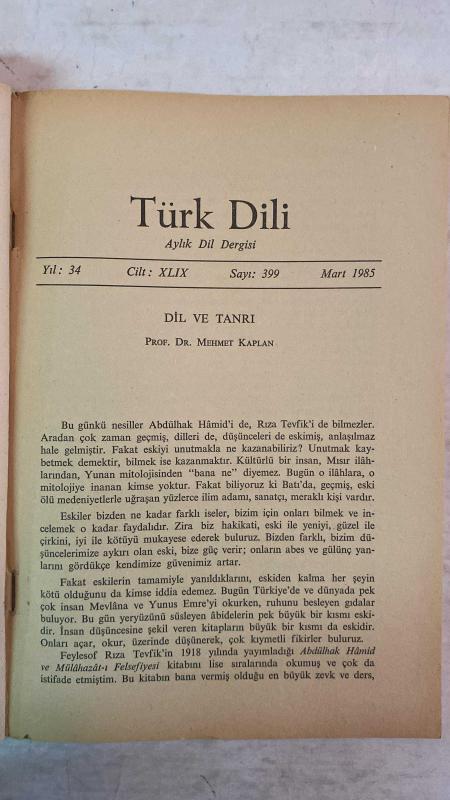 Türk Dili
Aylık Dil Dergisi
Yıl: 34 Cilt: XLIX Sayı: 399 Mart 1985
DİL VE TANRI
PROF. DR. MEHMET KAPLAN
Bu günkü nesiller Abdülhak Hâmid'i de, Rıza Tevfik'i de bilmezler.
Aradan çok zaman geçmiş, dilleri de, düşünceleri de eskimiş, anlaşılmaz
hale gelmiştir. Fakat eskiyi unutmakla ne kazanabiliriz? Unutmak kay-
betmek demektir, bilmek ise kazanmaktır. Kültürlü bir insan, Mısır ilâh-
larından, Yunan mitolojisinden "bana ne" diyemez. Bugün o ilâhlara, o
mitolojiye inanan kimse yoktur. Fakat biliyoruz ki Batı'da, geçmiş, eski
ölü medeniyetlerle uğraşan yüzlerce ilim adamı, sanatçı, meraklı kişi vardır.
Eskiler bizden ne kadar farklı iseler, bizim için onları bilmek ve in-
celemek o kadar faydalıdır. Zira biz hakikati, eski ile yeniyi, güzel ile
çirkini, iyi ile kötüyü mukayese ederek buluruz. Bizden farklı, bizim dü-
şüncelerimize aykırı olan eski, bize güç verir; onların abes ve gülünç yan-
larını gördükçe kendimize güvenimiz artar.
Fakat eskilerin tamamiyle yanıldıklarını, eskiden kalma her şeyin
kötü olduğunu da kimse iddia edemez. Bugün Türkiye'de ve dünyada pek
çok insan Mevlâna ve Yunus Emre'yi okurken, ruhunu besleyen gıdalar
buluyor. Bu gün yeryüzünü süsleyen âbidelerin pek büyük bir kısmı eski-
dir. İnsan düşüncesine şekil veren kitapların büyük bir kısmı da eskidir.
Onları açar, okur, üzerinde düşünerek, çok kıymetli fikirler buluruz.
Feylesof Rıza Tevfik'in 1918 yılında yayımladığı Abdülhak Hâmid
ve Mülâhazât-ı Felsefiyesi kitabını lise sıralarında okumuş ve çok da
istifade etmiştim. Bu kitabın bana vermiş olduğu en büyük zevk ve ders,